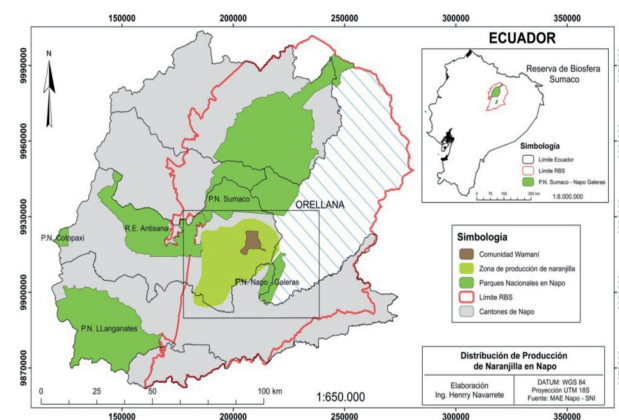 150000 200000 250000 300000 350000
9990000
9960000
9930000
9900000
9870000
N
ORELLANA
P.N. Sumaco
R.E. Antisana
P.N. Cotopaxi
P.N. Napo - Galeras
P.N. LLanganates
0 25 50 100 km
1:650.000
ECUADOR
Reserva de Biosfera
Sumaco
Simbología
Límite Ecuador
Límite RBS
P.N. Sumaco - Napo Galeras
1:8.000.000
Simbología
Comunidad Wamaní
Zona de producción de naranjilla
Parques Nacionales en Napo
Límite RBS
Cantones de Napo
Distribución de Producción
de Naranjilla en Napo
Elaboración
Ing. Henry Navarrete
DATUM: WGS 84
Proyección UTM 18S
Fuente: MAE Napo - SNI
150000 200000 250000 300000 350000